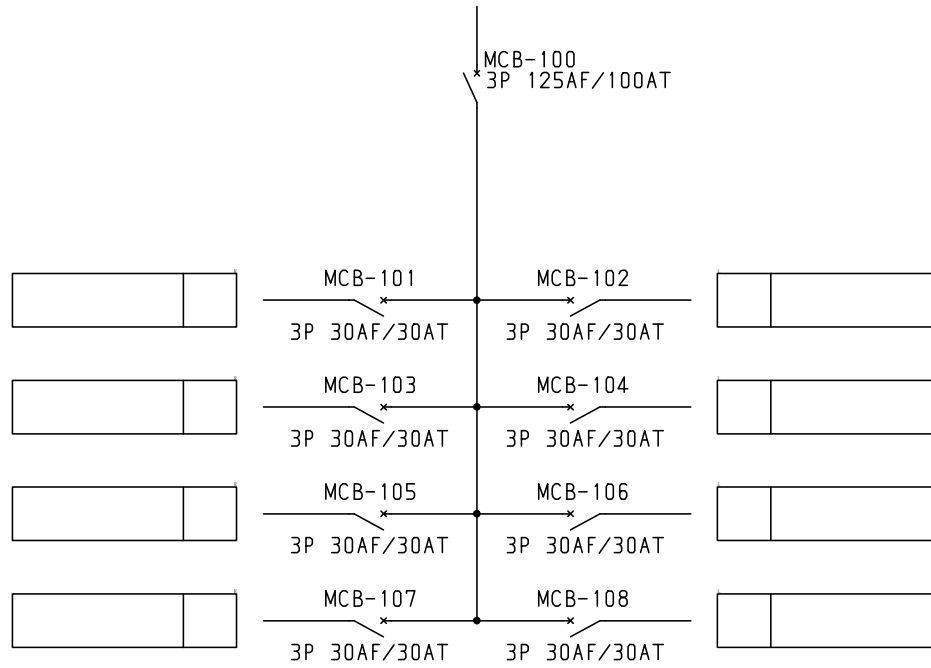 MCB-100
3P 125AF/100AT
MCB-101 MCB-102
3P 30AF/30AT 3P 30AF/30AT
MCB-103 MCB-104
3P 30AF/30AT 3P 30AF/30AT
MCB-105 MCB-106
3P 30AF/30AT 3P 30AF/30AT
MCB-107 MCB-108
3P 30AF/30AT 3P 30AF/30AT